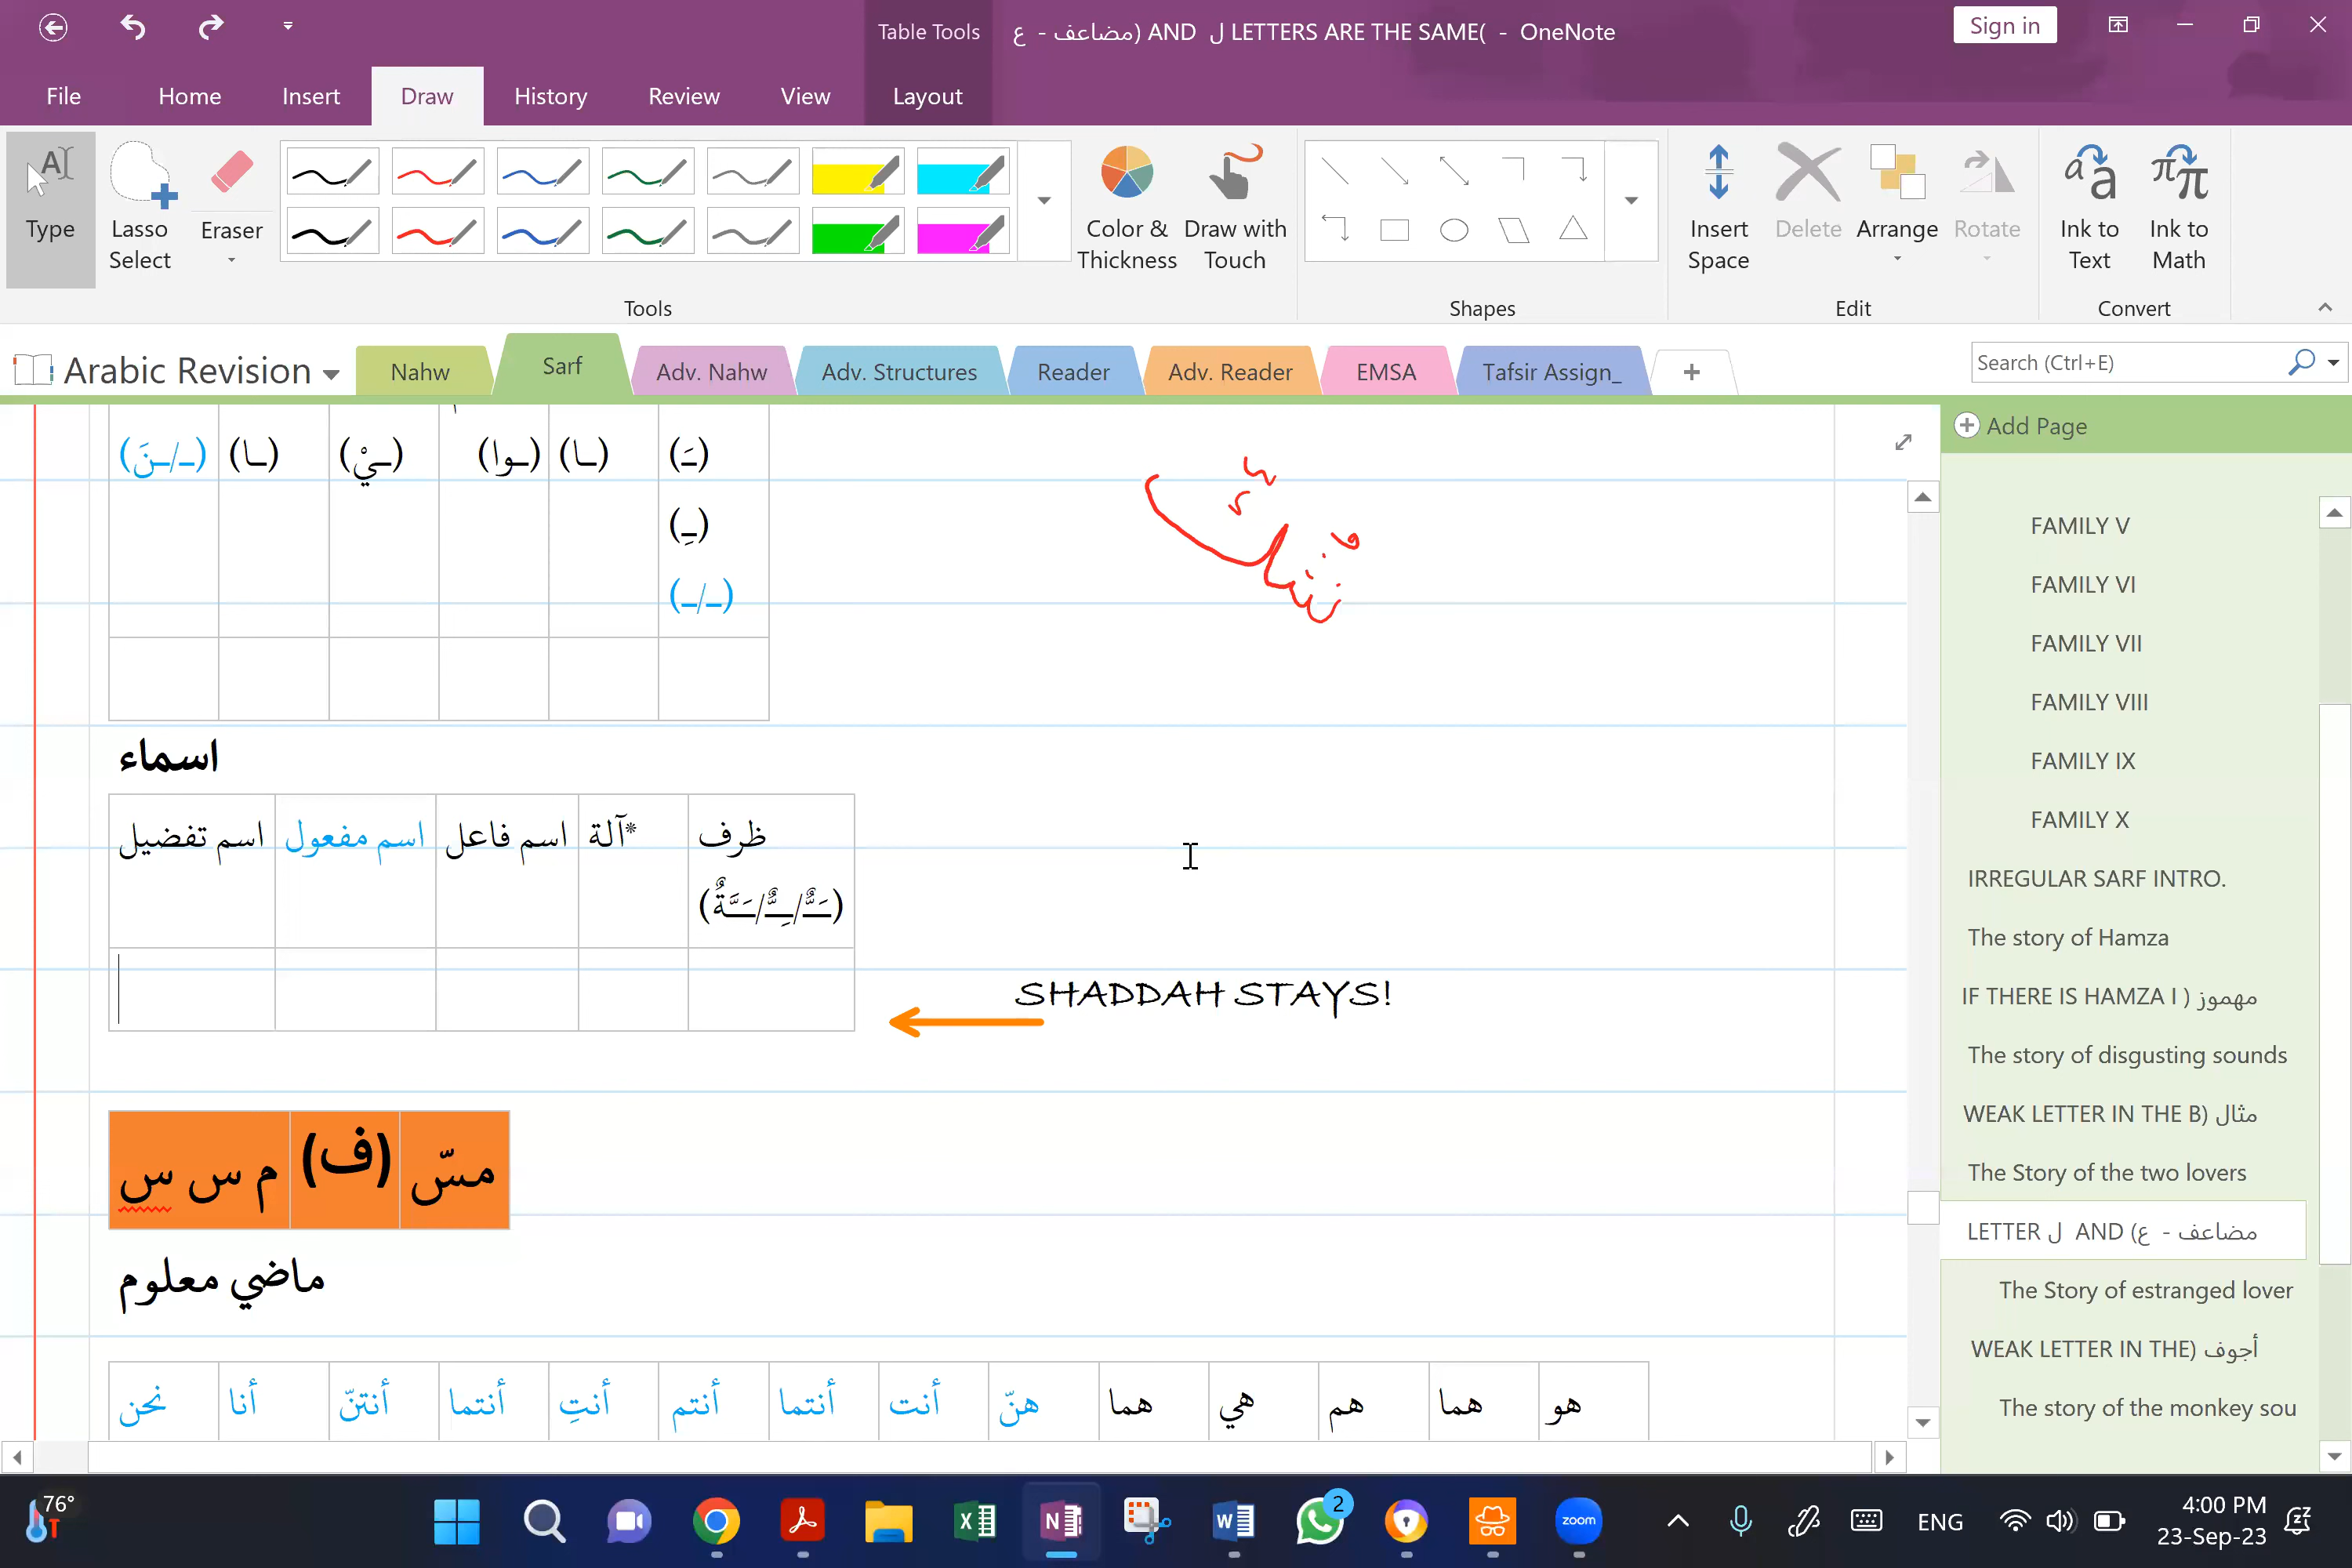 Table Tools
ع - مضاعف) AND ل LETTERS ARE THE SAME( - OneNote
Sign in
File Home Insert Draw History Review View Layout
Type
Lasso Select
Eraser
Color & Thickness
Draw with Touch
Insert Space
Delete
Arrange
Rotate
Ink to Text
Ink to Math
Tools
Shapes
Edit
Convert
Arabic Revision
Nahw
Sarf
Adv. Nahw
Adv. Structures
Reader
Adv. Reader
EMSA
Tafsir Assign_
Search (Ctrl+E)
Add Page
(ـَ) (ـا) (ـوا) (ـيْ) (ـا) (ـ/ـنَ)
(ـِ)
(ـ/ـ)
اسماء
ظرف *آلة اسم فاعل اسم مفعول اسم تفضيل
(ـَـٌّ/ـِـٌّ/ـَـَّةٌ)
SHADDAH STAYS!
مسّ (ف) م س س
ماضي معلوم
هو هما هم هي هما هنّ أنت أنتما أنتم أنتِ أنتما أنتنّ أنا نحن
FAMILY V
FAMILY VI
FAMILY VII
FAMILY VIII
FAMILY IX
FAMILY X
IRREGULAR SARF INTRO.
The story of Hamza
IF THERE IS HAMZA I ) مهموز
The story of disgusting sounds
WEAK LETTER IN THE B) مثال
The Story of the two lovers
LETTER ل AND (ع - مضاعف
The Story of estranged lover
WEAK LETTER IN THE) أجوف
The story of the monkey sou
76°
2
zoom
ENG
4:00 PM
23-Sep-23